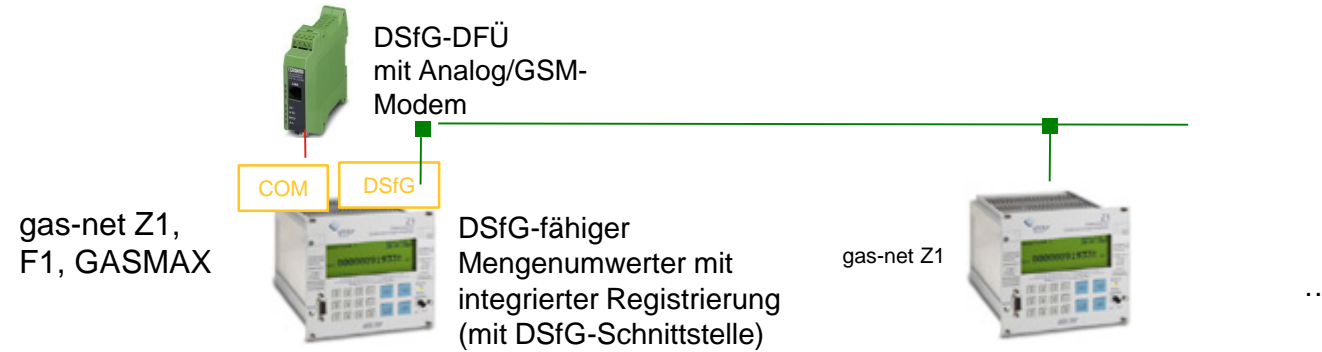 DSfG-DFÜ
mit Analog/GSM-
Modem
COM
DSfG
gas-net Z1,
F1, GASMAX
DSfG-fähiger
Mengenumwerter mit
integrierter Registrierung
(mit DSfG-Schnittstelle)
gas-net Z1
..